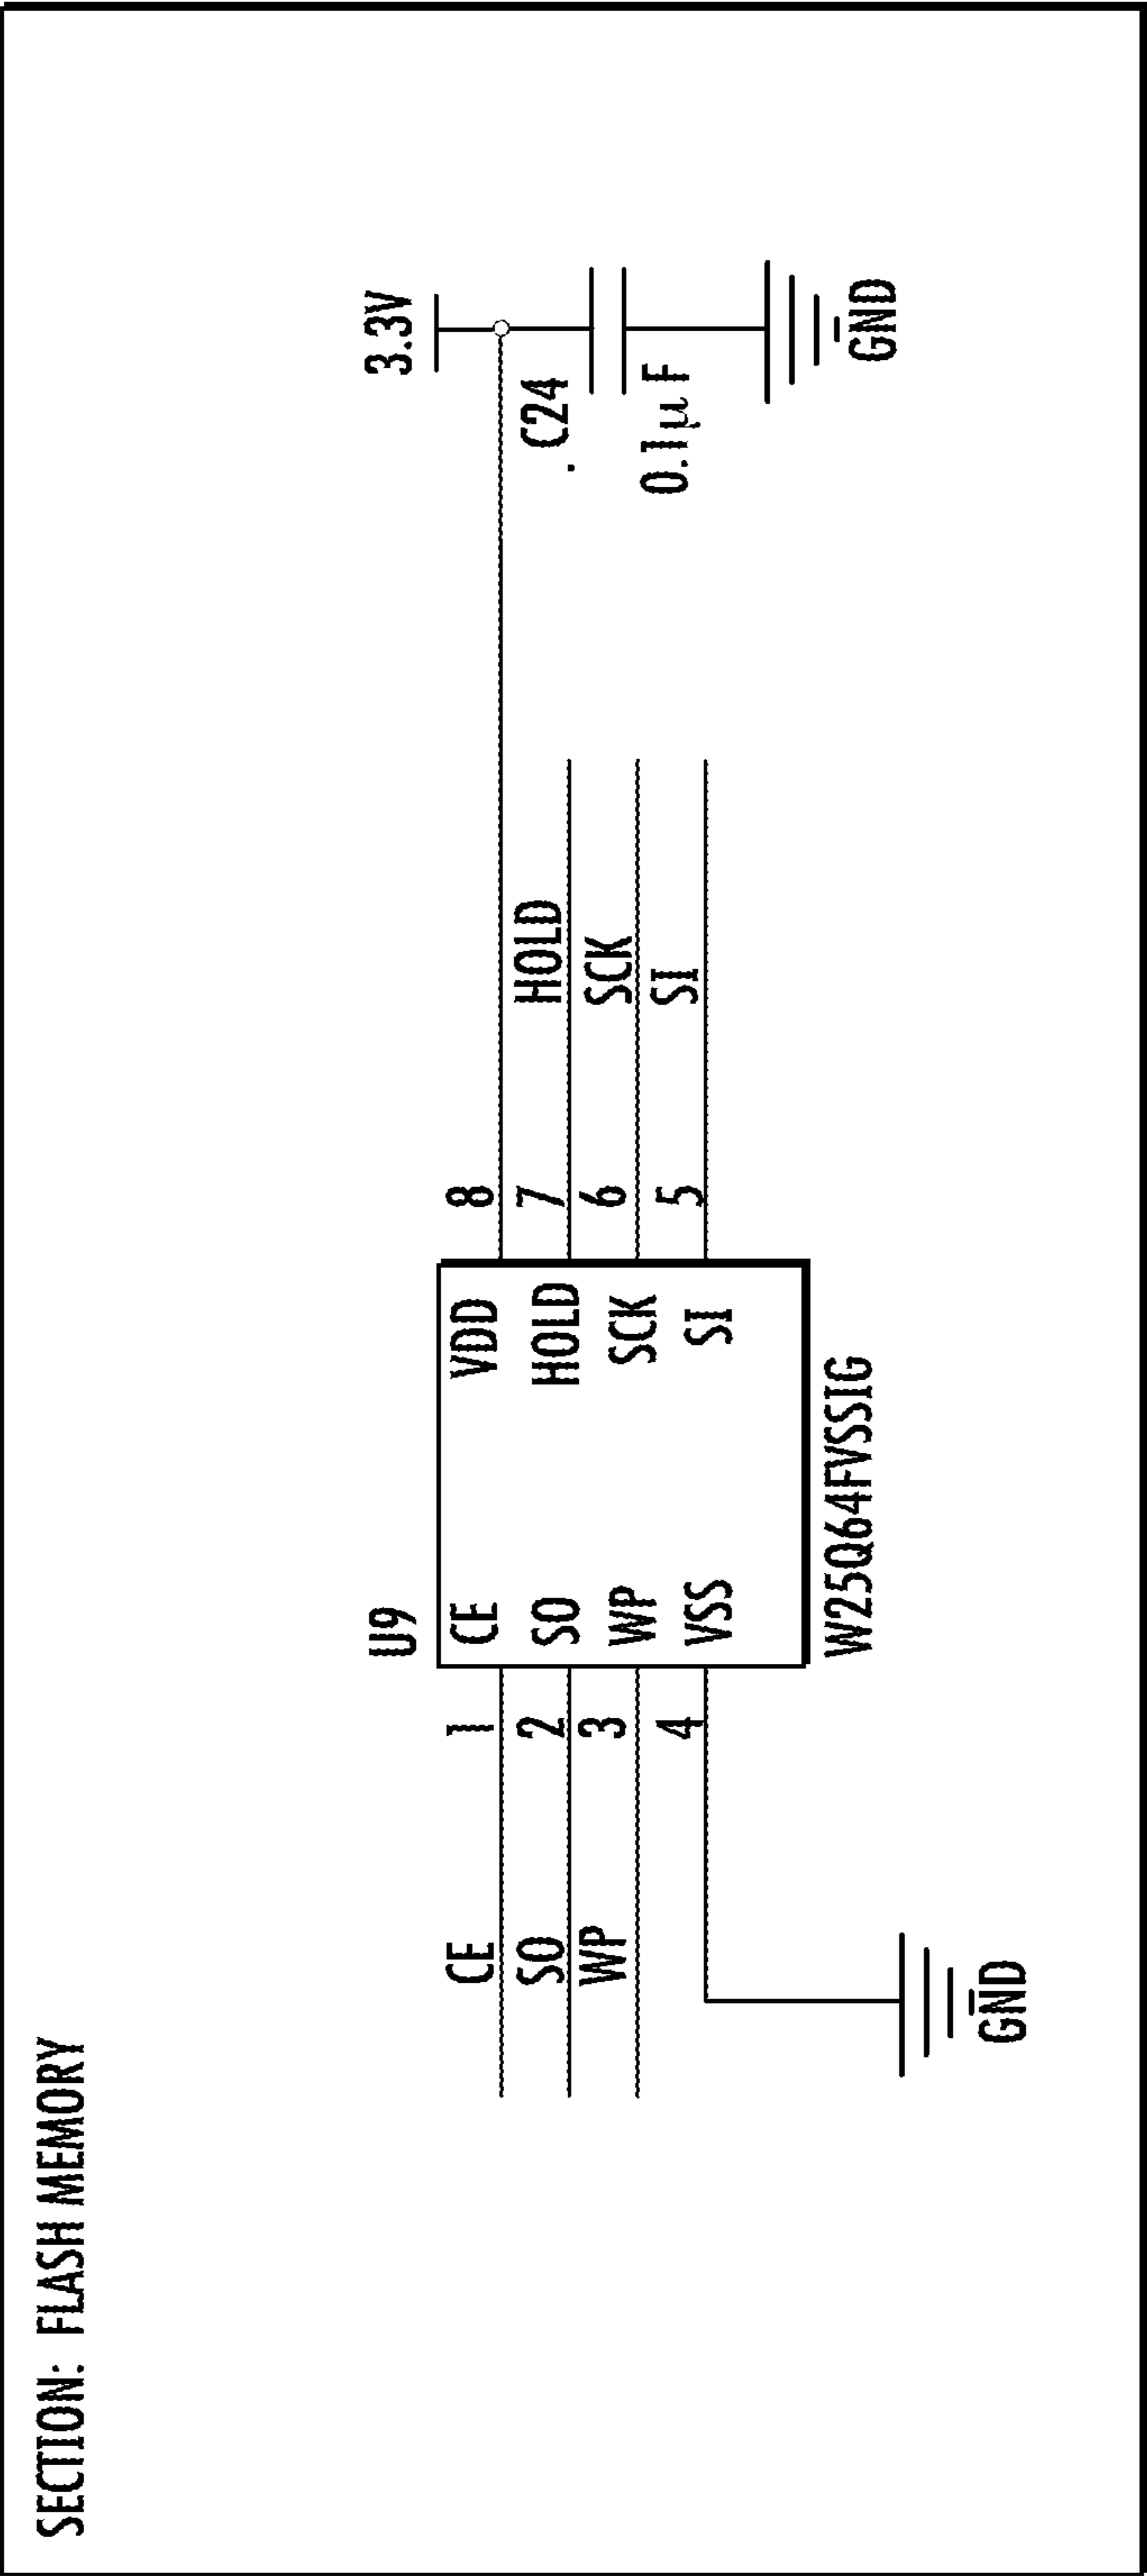 SECTION: FLASH MEMORY
U9
3.3V
CE 1 CE VDD 8
SO 2 SO HOLD 7 HOLD
WP 3 WP SCK 6 SCK
4 VSS SI 5 SI
. C24
0.1µF
W25Q64FVSSIG
GND
GND